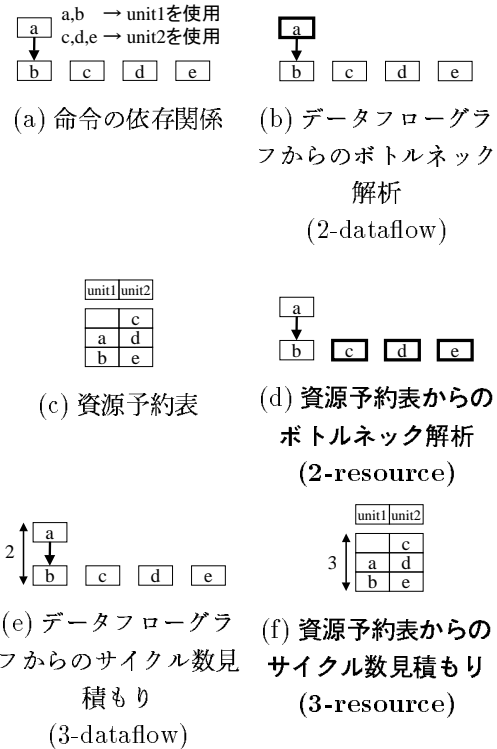 a,b → unit1を使用
c,d,e → unit2を使用
a
b c d e
(a) 命令の依存関係
a
b c d e
(b) データフローグラ
フからのボトルネック
解析
(2-dataflow)
unit1 unit2
c
a d
b e
(c) 資源予約表
a
b c d e
(d) 資源予約表からの
ボトルネック解析
(2-resource)
2
a
b c d e
(e) データフローグラ
フからのサイクル数見
積もり
(3-dataflow)
unit1 unit2
3
c
a d
b e
(f) 資源予約表からの
サイクル数見積もり
(3-resource)